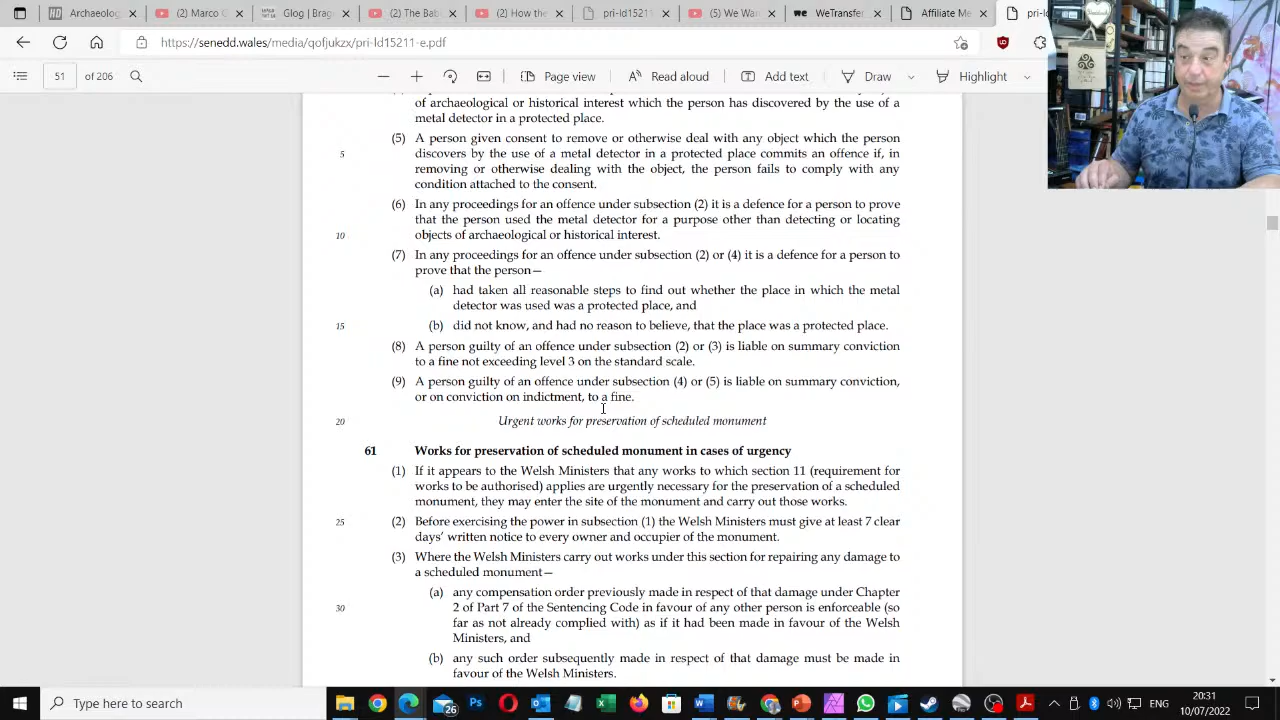 Archaeolog
(2) Marco G
Glog | Brag
(2) On The Bab
(2) How the
pri-ld1521
(5) We Wa
WeTransfer
Affiliate Me
pri-l
https://senedd.wales/media/qofjukzx/pri-ld15211-e.pdf
51 of 206
Page view
Read aloud
Add text
Draw
Highlight
of archaeological or historical interest which the person has discovered by the use of a
metal detector in a protected place.
(5) A person given consent to remove or otherwise deal with any object which the person
5 discovers by the use of a metal detector in a protected place commits an offence if, in
removing or otherwise dealing with the object, the person fails to comply with any
condition attached to the consent.
(6) In any proceedings for an offence under subsection (2) it is a defence for a person to prove
that the person used the metal detector for a purpose other than detecting or locating
10 objects of archaeological or historical interest.
(7) In any proceedings for an offence under subsection (2) or (4) it is a defence for a person to
prove that the person—
(a) had taken all reasonable steps to find out whether the place in which the metal
detector was used was a protected place, and
15 (b) did not know, and had no reason to believe, that the place was a protected place.
(8) A person guilty of an offence under subsection (2) or (3) is liable on summary conviction
to a fine not exceeding level 3 on the standard scale.
(9) A person guilty of an offence under subsection (4) or (5) is liable on summary conviction,
or on conviction on indictment, to a fine.
20 Urgent works for preservation of scheduled monument
61 Works for preservation of scheduled monument in cases of urgency
(1) If it appears to the Welsh Ministers that any works to which section 11 (requirement for
works to be authorised) applies are urgently necessary for the preservation of a scheduled
monument, they may enter the site of the monument and carry out those works.
25 (2) Before exercising the power in subsection (1) the Welsh Ministers must give at least 7 clear
days' written notice to every owner and occupier of the monument.
(3) Where the Welsh Ministers carry out works under this section for repairing any damage to
a scheduled monument—
(a) any compensation order previously made in respect of that damage under Chapter
30 2 of Part 7 of the Sentencing Code in favour of any other person is enforceable (so
far as not already complied with) as if it had been made in favour of the Welsh
Ministers, and
(b) any such order subsequently made in respect of that damage must be made in
favour of the Welsh Ministers.
Type here to search
26
ENG
20:31
10/07/2022